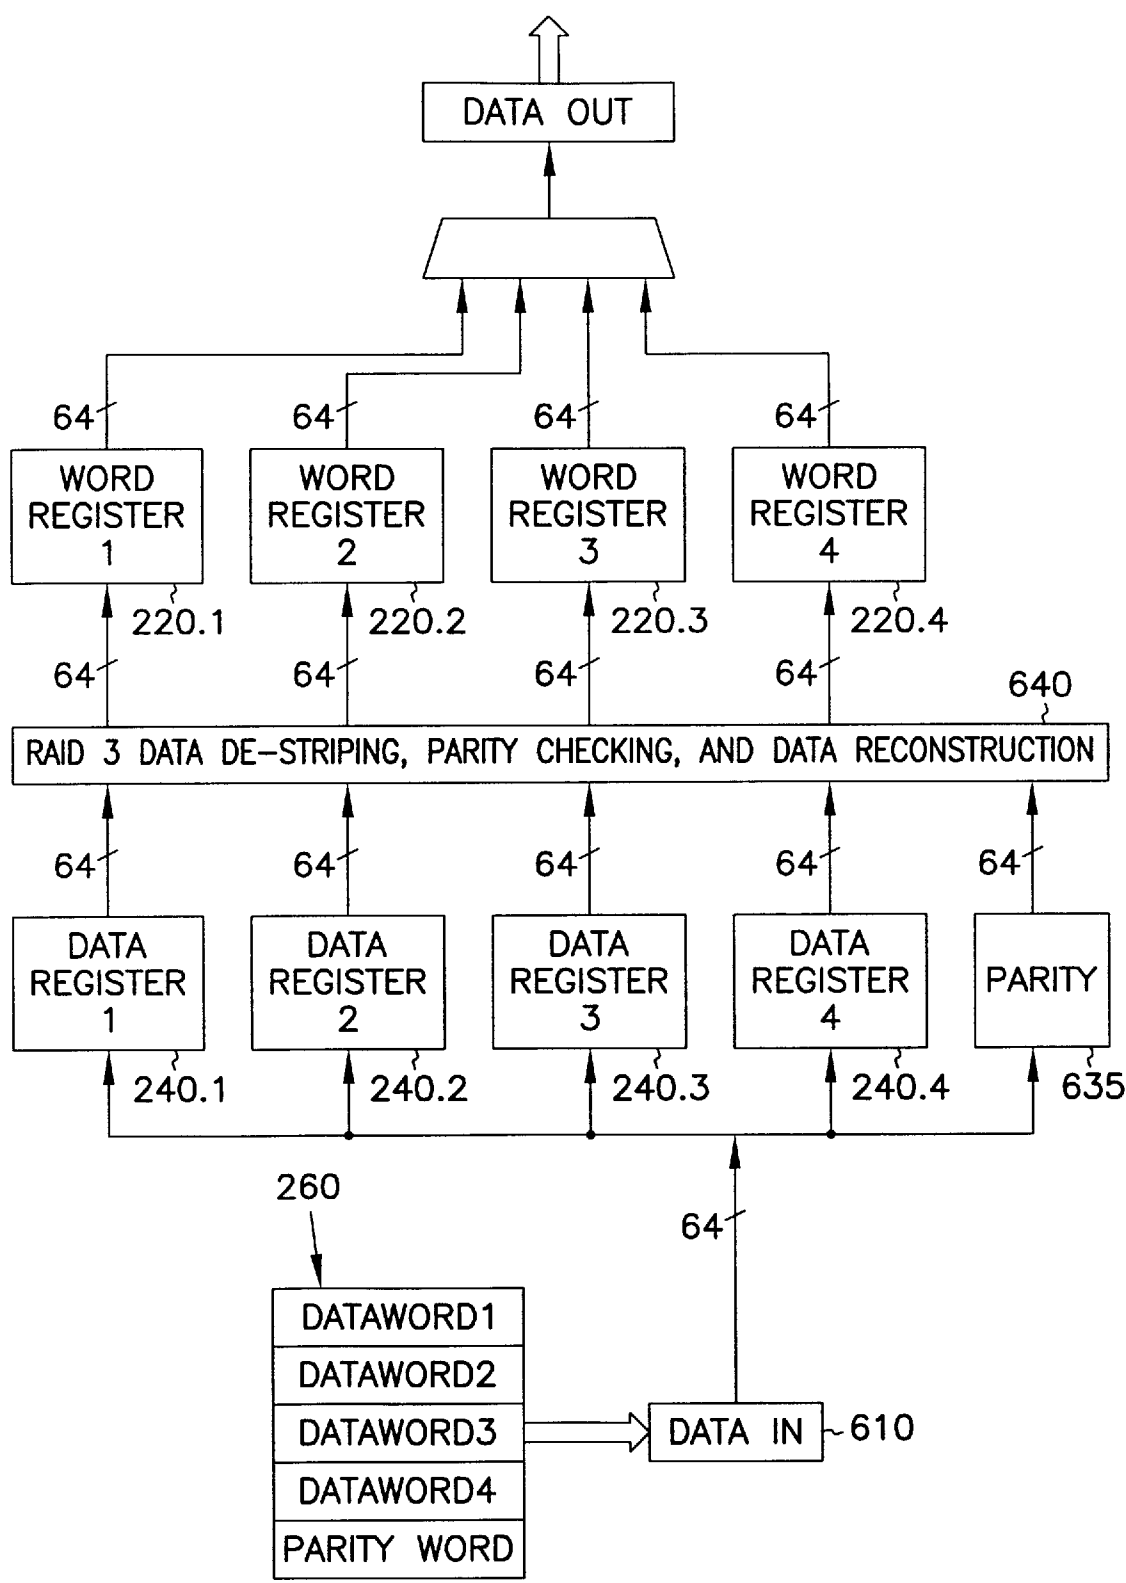 DATA OUT
64 64 64 64
WORD REGISTER 1
WORD REGISTER 2
WORD REGISTER 3
WORD REGISTER 4
220.1 220.2 220.3 220.4
64 64 64 64
640
RAID 3 DATA DE-STRIPING, PARITY CHECKING, AND DATA RECONSTRUCTION
64 64 64 64 64
DATA REGISTER 1
DATA REGISTER 2
DATA REGISTER 3
DATA REGISTER 4
PARITY
240.1 240.2 240.3 240.4 635
260
64
DATAWORD1
DATAWORD2
DATAWORD3
DATA IN 610
DATAWORD4
PARITY WORD